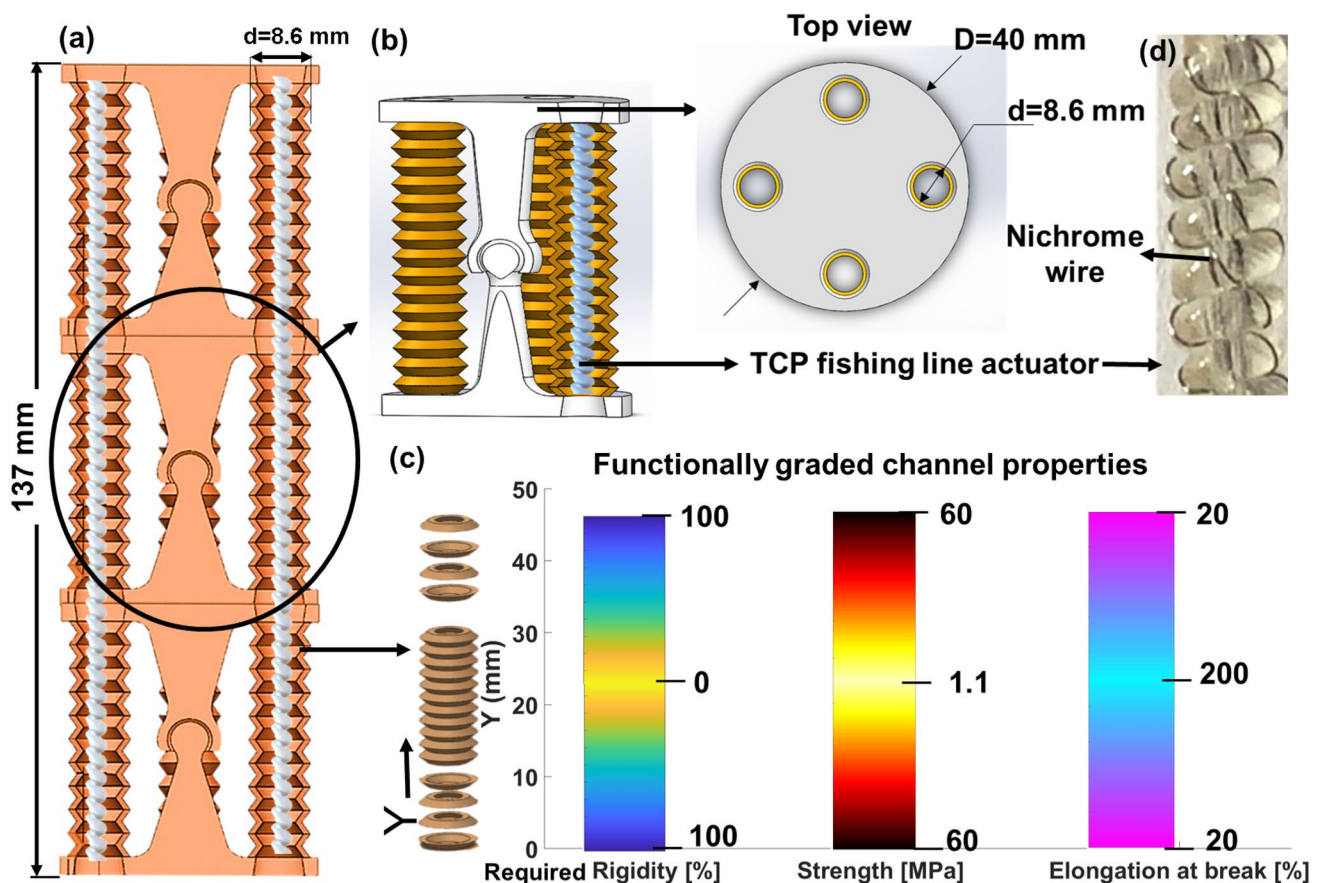 (a)
d=8.6 mm
137 mm
(b)
Top view
D=40 mm
d=8.6 mm
(d)
Nichrome
wire
TCP fishing line actuator
(c)
Functionally graded channel properties
Y
Y (mm)
50
40
30
20
10
0
100
0
100
Required Rigidity [%]
60
1.1
60
Strength [MPa]
20
200
20
Elongation at break [%]